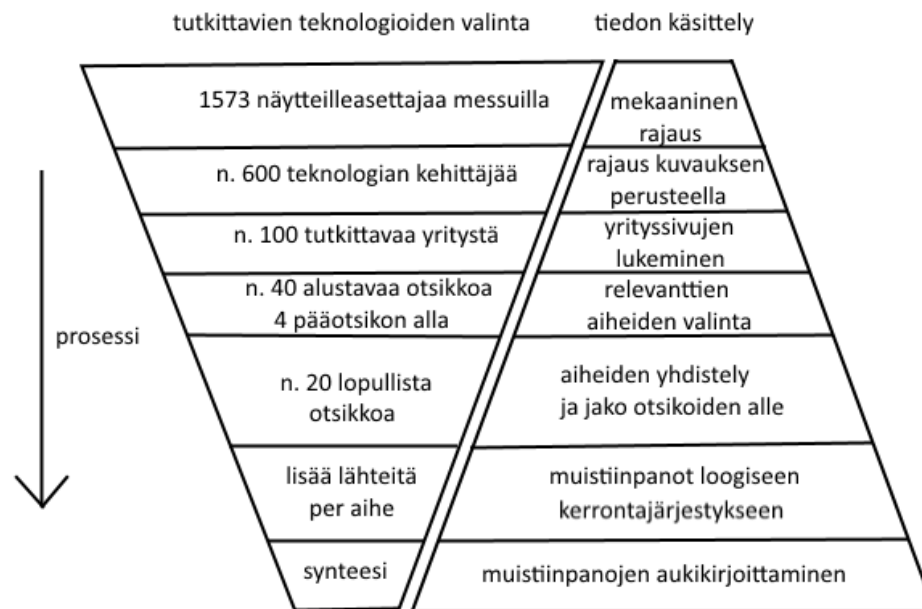 tutkittavien teknologioiden valinta
tiedon käsittely
1573 näytteilleasettajaa messuilla
mekaaninen
rajaus
n. 600 teknologian kehittäjää
rajaus kuvauksen
perusteella
n. 100 tutkittavaa yritystä
yrityssivujen
lukeminen
n. 40 alustavaa otsikkoa
4 pääotsikon alla
relevanttien
aiheiden valinta
prosessi
n. 20 lopullista
otsikkoa
aiheiden yhdistely
ja jako otsikoiden alle
lisää lähteitä
per aihe
muistiinpanot loogiseen
kerrontajärjestykseen
synteesi
muistiinpanojen aukikirjoittaminen